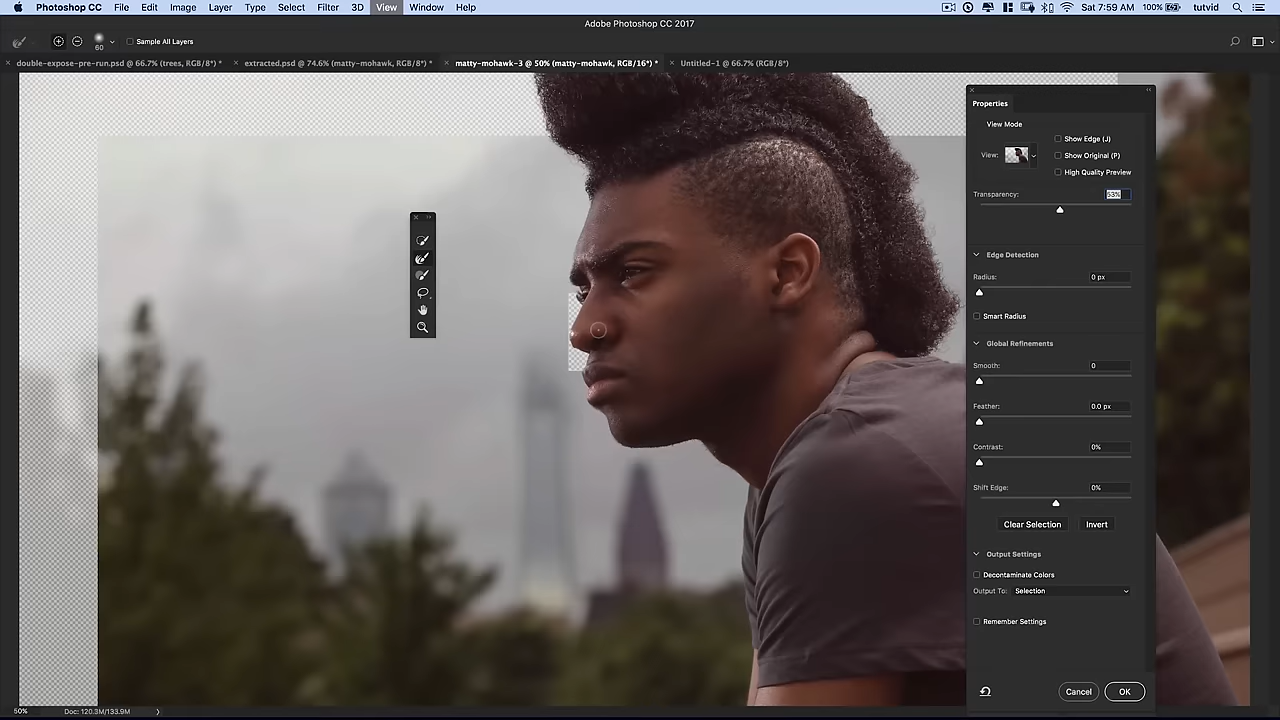 Photoshop CC File Edit Image Layer Type Select Filter 3D View Window Help Sat 7:59 AM 100%
Adobe Photoshop CC 2017
60 Sample All Layers
double-expose-pre-run.psd @ 66.7% (trees, RGB/8*) * extracted.psd @ 74.6% (matty-mohawk, RGB/8*) * matty-mohawk-3 @ 50% (matty-mohawk, RGB/16*) * Untitled-1 @ 66.7% (RGB/8*)
Properties
View Mode
Show Edge (J)
View:
Show Original (P)
High Quality Preview
Transparency:
Edge Detection
Radius: 0 px
Smart Radius
Global Refinements
Smooth: 0
Feather: 0.0 px
Contrast: 0%
Shift Edge: 0%
Clear Selection Invert
Output Settings
Decontaminate Colors
Output To: Selection
Remember Settings
Cancel OK
50% Doc: 120.3M/133.9M